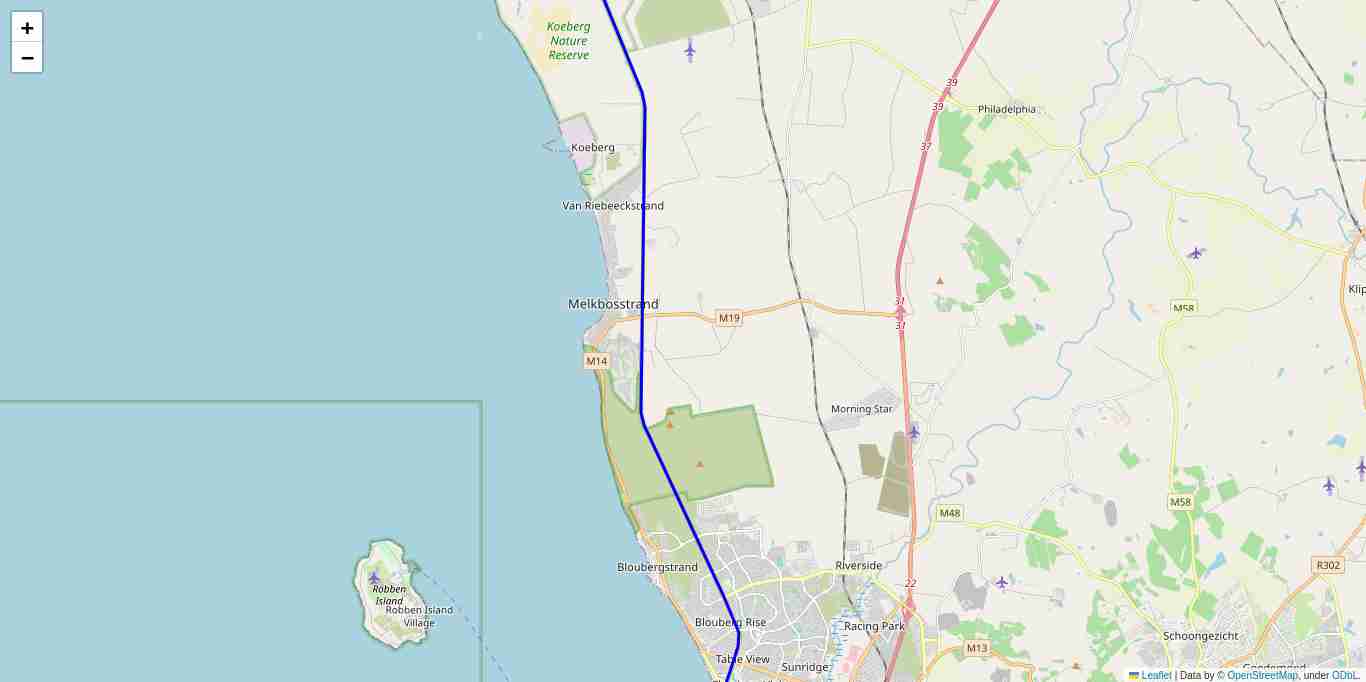 +
−
Koeberg
Nature
Reserve
39
39
Philadelphia
37
Koeberg
Van Riebeeckstrand
Melkbosstrand
M19
31
31
M58
Klip
M14
Morning Star
M58
M48
Bloubergstrand
Riverside
R302
22
Robben
Island
Robben Island
Village
Blouberg Rise
Racing Park
Schoongezicht
M13
Table View
Sunridge
Leaflet | Data by © OpenStreetMap, under ODbL.